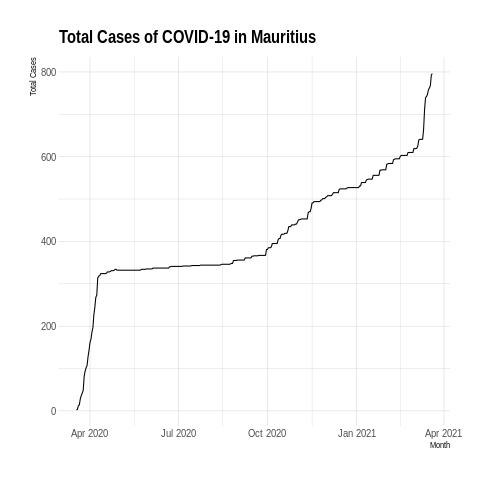 Total Cases of COVID-19 in Mauritius
Total Cases
800
600
400
200
0
Apr 2020 Jul 2020 Oct 2020 Jan 2021 Apr 2021
Month